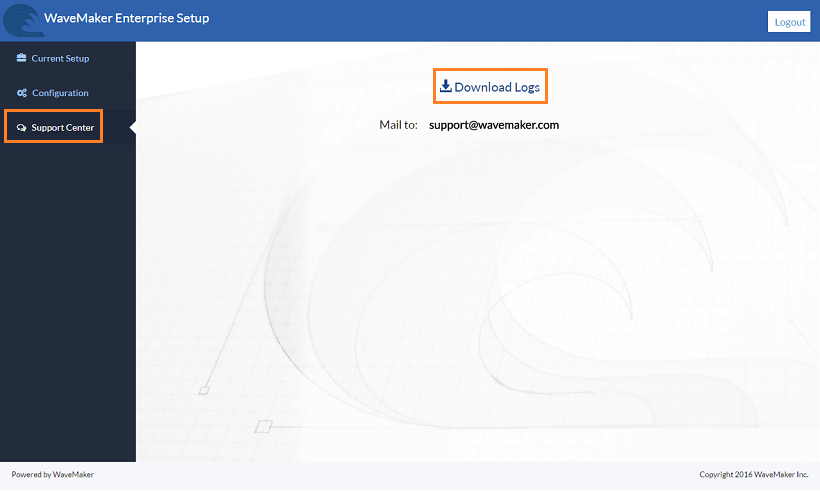 WaveMaker Enterprise Setup
Logout
Current Setup
Configuration
Support Center
Download Logs
Mail to: support@wavemaker.com
Powered by WaveMaker
Copyright 2016 WaveMaker Inc.